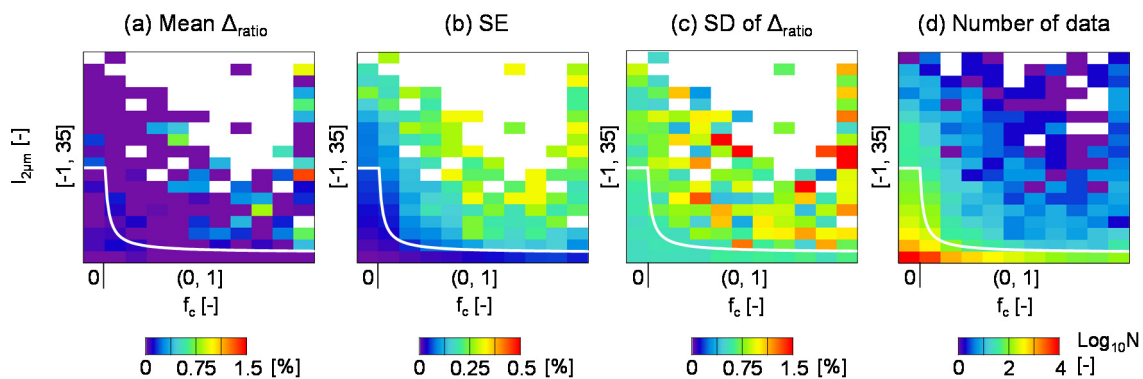 (a) Mean Δratio
(b) SE
(c) SD of Δratio
(d) Number of data
I2μm [-]
[-1, 35]
[-1, 35]
[-1, 35]
[-1, 35]
0
(0, 1]
0
(0, 1]
0
(0, 1]
0
(0, 1]
fc [-]
fc [-]
fc [-]
fc [-]
0 0.75 1.5 [%]
0 0.25 0.5 [%]
0 0.75 1.5 [%]
0 2 4 Log10N [-]